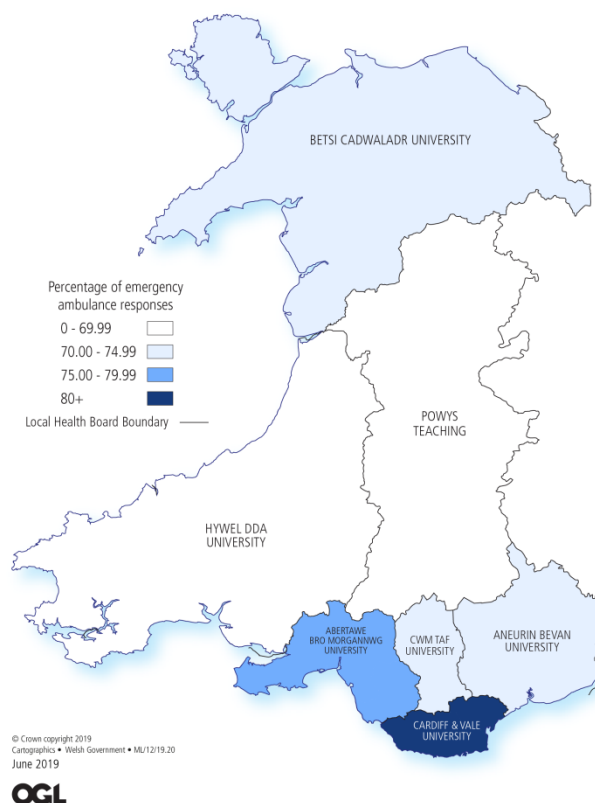 BETSI CADWALADR UNIVERSITY
Percentage of emergency
ambulance responses
0 - 69.99
70.00 - 74.99
75.00 - 79.99
80+
Local Health Board Boundary
POWYS
TEACHING
HYWEL DDA
UNIVERSITY
ABERTAWE
BRO MORGANNWG
UNIVERSITY
CWM TAF
UNIVERSITY
ANEURIN BEVAN
UNIVERSITY
CARDIFF & VALE
UNIVERSITY
© Crown copyright 2019
Cartographics • Welsh Government • ML/12/19.20
June 2019
OGL